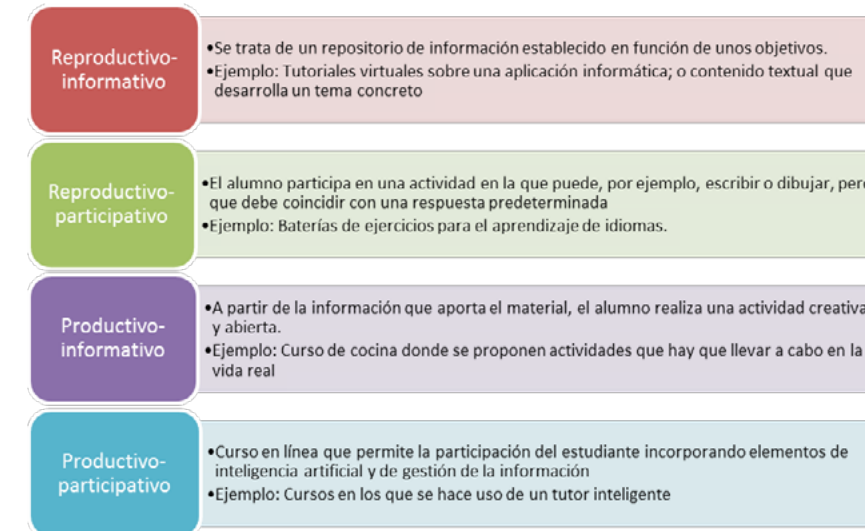 Reproductivo-
informativo
•Se trata de un repositorio de información establecido en función de unos objetivos.
•Ejemplo: Tutoriales virtuales sobre una aplicación informática; o contenido textual que
desarrolla un tema concreto
Reproductivo-
participativo
•El alumno participa en una actividad en la que puede, por ejemplo, escribir o dibujar,
que debe coincidir con una respuesta predeterminada
•Ejemplo: Baterías de ejercicios para el aprendizaje de idiomas.
Productivo-
informativo
•A partir de la información que aporta el material, el alumno realiza una actividad creativa
y abierta.
•Ejemplo: Curso de cocina donde se proponen actividades que hay que llevar a cabo en la
vida real
Productivo-
participativo
•Curso en línea que permite la participación del estudiante incorporando elementos de
inteligencia artificial y de gestión de la información
•Ejemplo: Cursos en los que se hace uso de un tutor inteligente